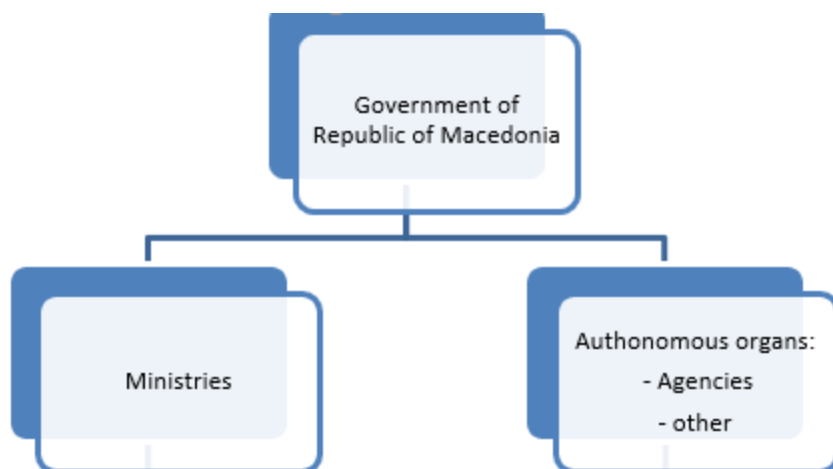 Government of
Republic of Macedonia
Ministries
Authonomous organs:
- Agencies
- other